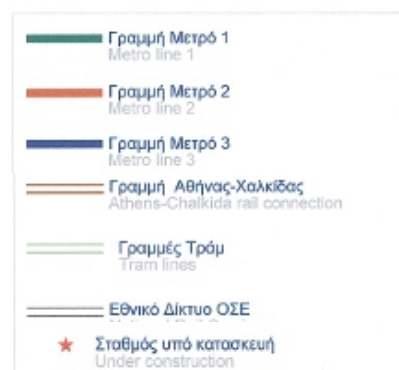 Γραμμή Μετρό 1
Metro line 1
Γραμμή Μετρό 2
Metro line 2
Γραμμή Μετρό 3
Metro line 3
Γραμμή Αθήνας-Χαλκίδας
Athens-Chalkida rail connection
Γραμμές Τράμ
Tram lines
Εθνικό Δίκτυο ΟΣΕ
Σταθμός υπό κατασκευή
Under construction